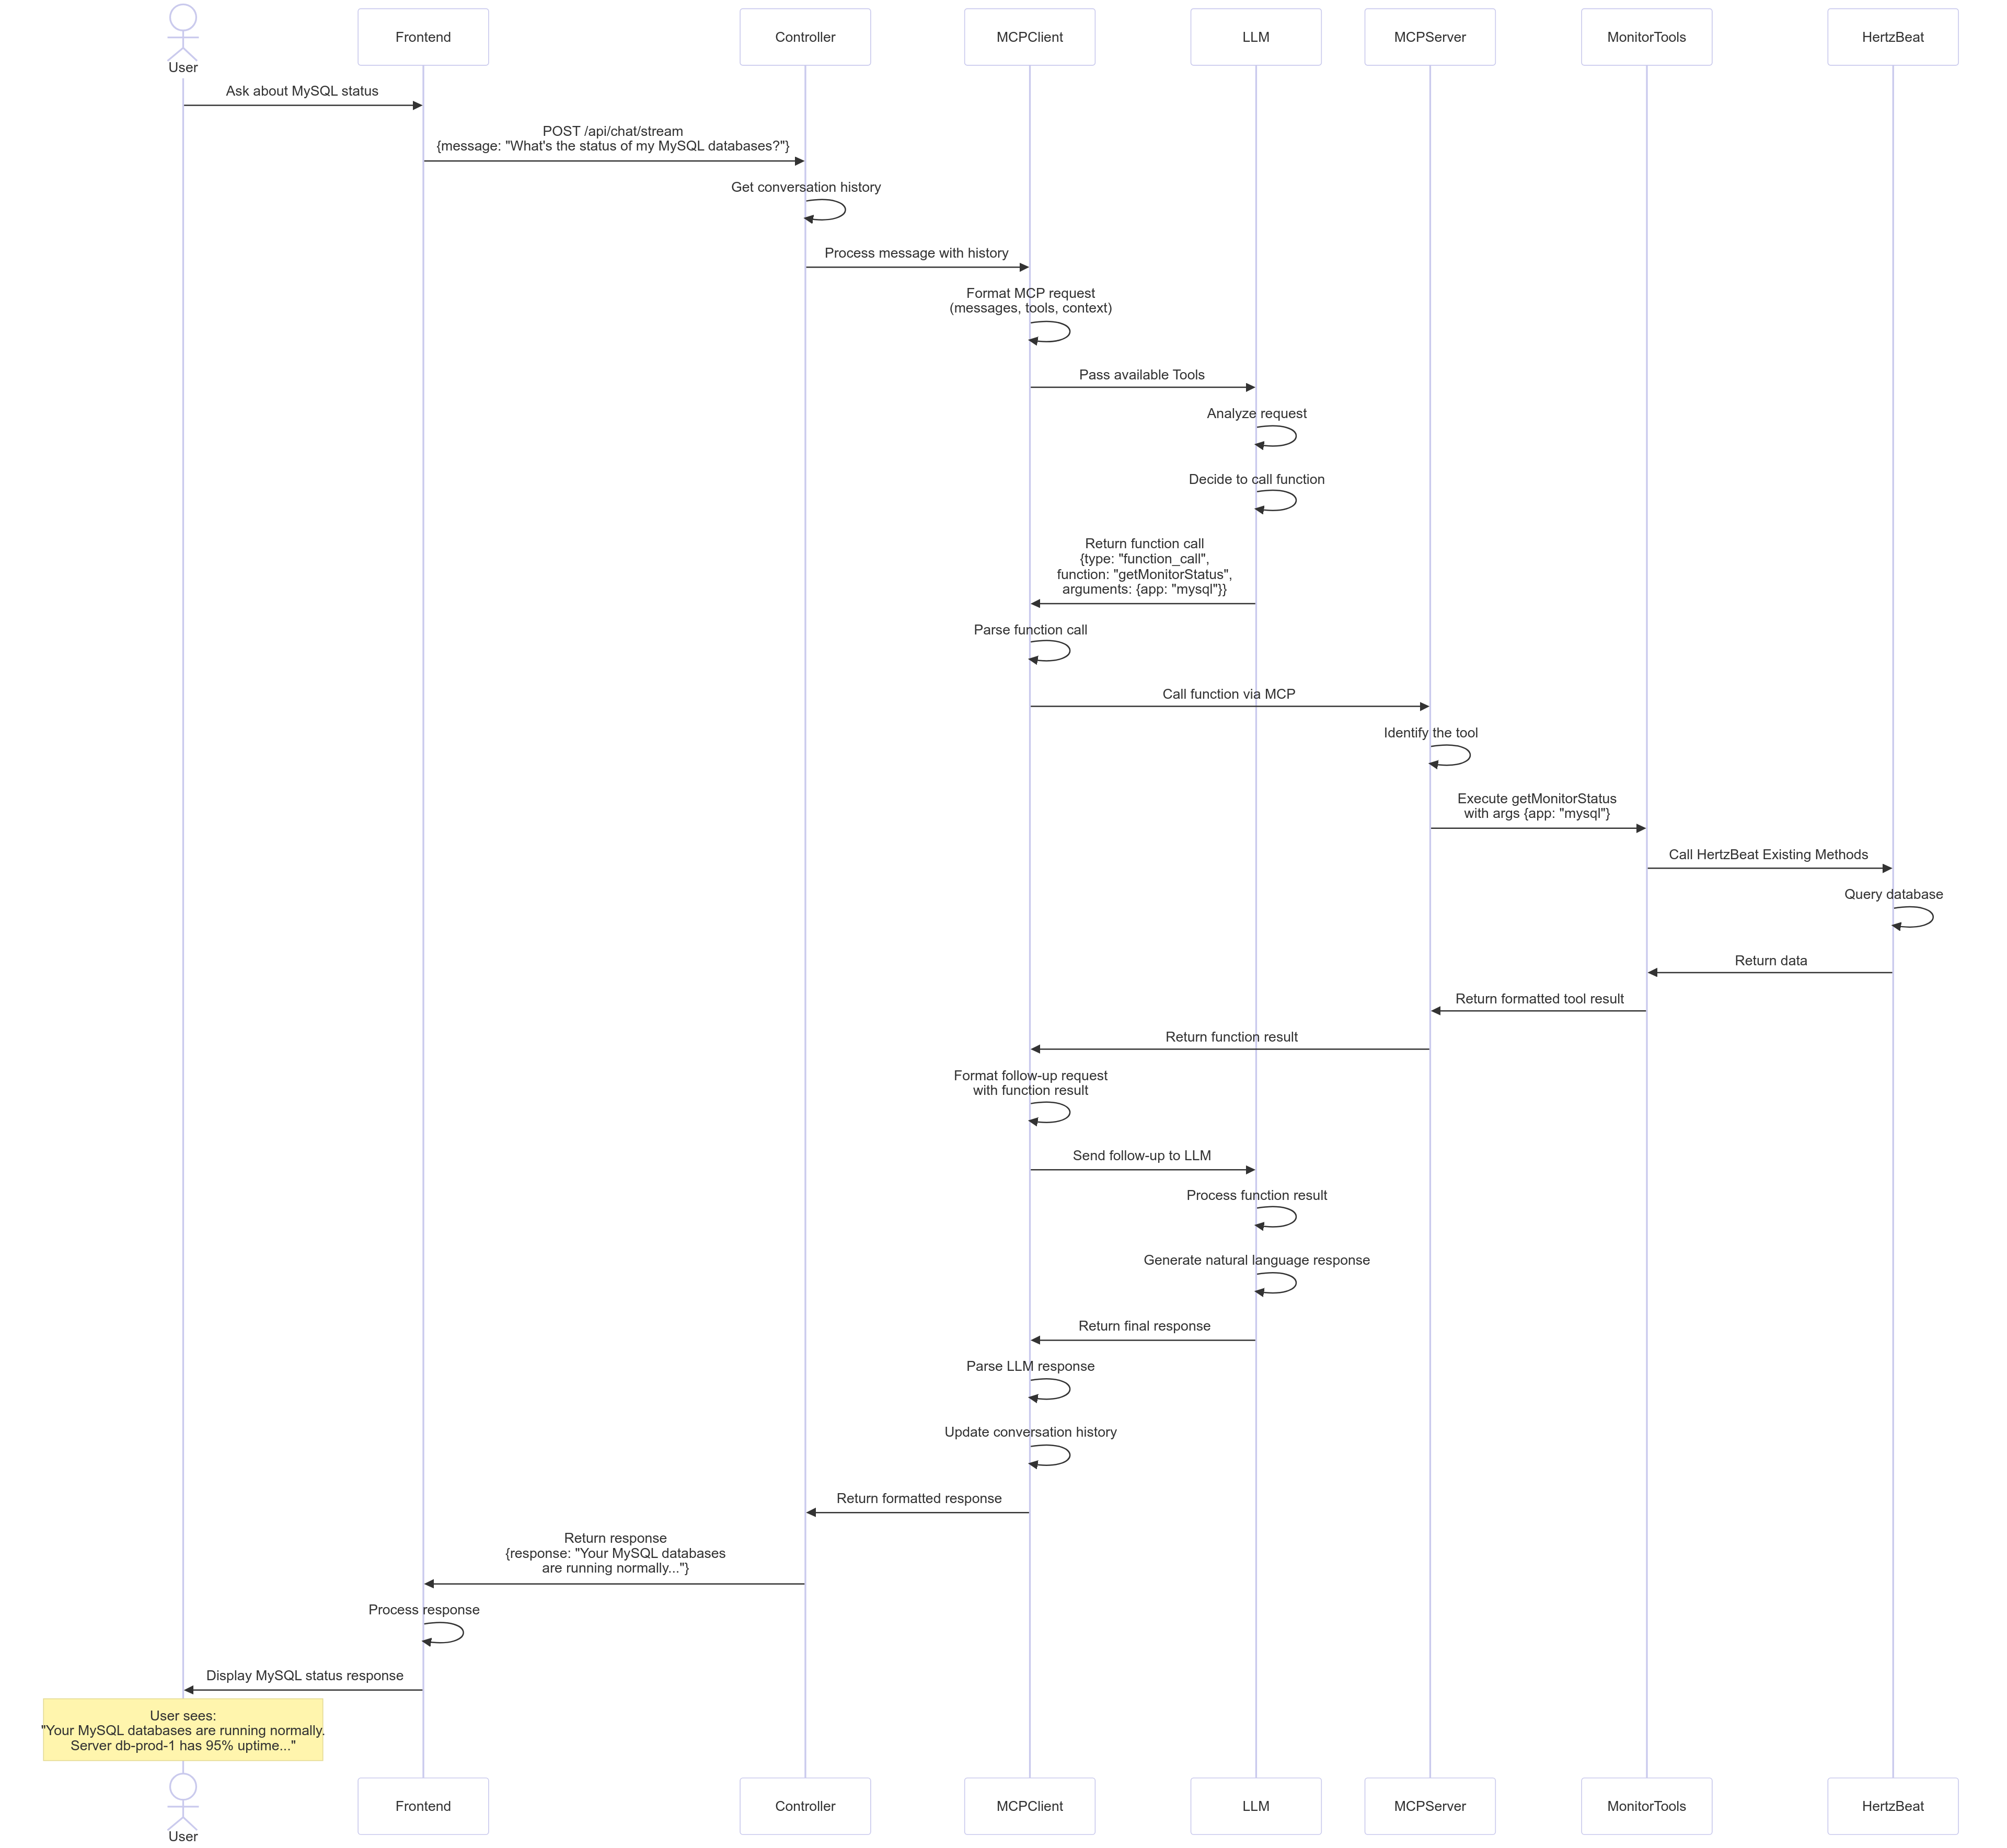 User
Frontend
Controller
MCPClient
LLM
MCPServer
MonitorTools
HertzBeat
Ask about MySQL status
POST /api/chat/stream
{message: "What's the status of my MySQL databases?"}
Get conversation history
Process message with history
Format MCP request
(messages, tools, context)
Pass available Tools
Analyze request
Decide to call function
Return function call
{type: "function_call",
function: "getMonitorStatus",
arguments: {app: "mysql"}}
Parse function call
Call function via MCP
Identify the tool
Execute getMonitorStatus
with args {app: "mysql"}
Call HertzBeat Existing Methods
Query database
Return data
Return formatted tool result
Return function result
Format follow-up request
with function result
Send follow-up to LLM
Process function result
Generate natural language response
Return final response
Parse LLM response
Update conversation history
Return formatted response
Return response
{response: "Your MySQL databases
are running normally..."}
Process response
Display MySQL status response
User sees:
"Your MySQL databases are running normally.
Server db-prod-1 has 95% uptime..."
User
Frontend
Controller
MCPClient
LLM
MCPServer
MonitorTools
HertzBeat